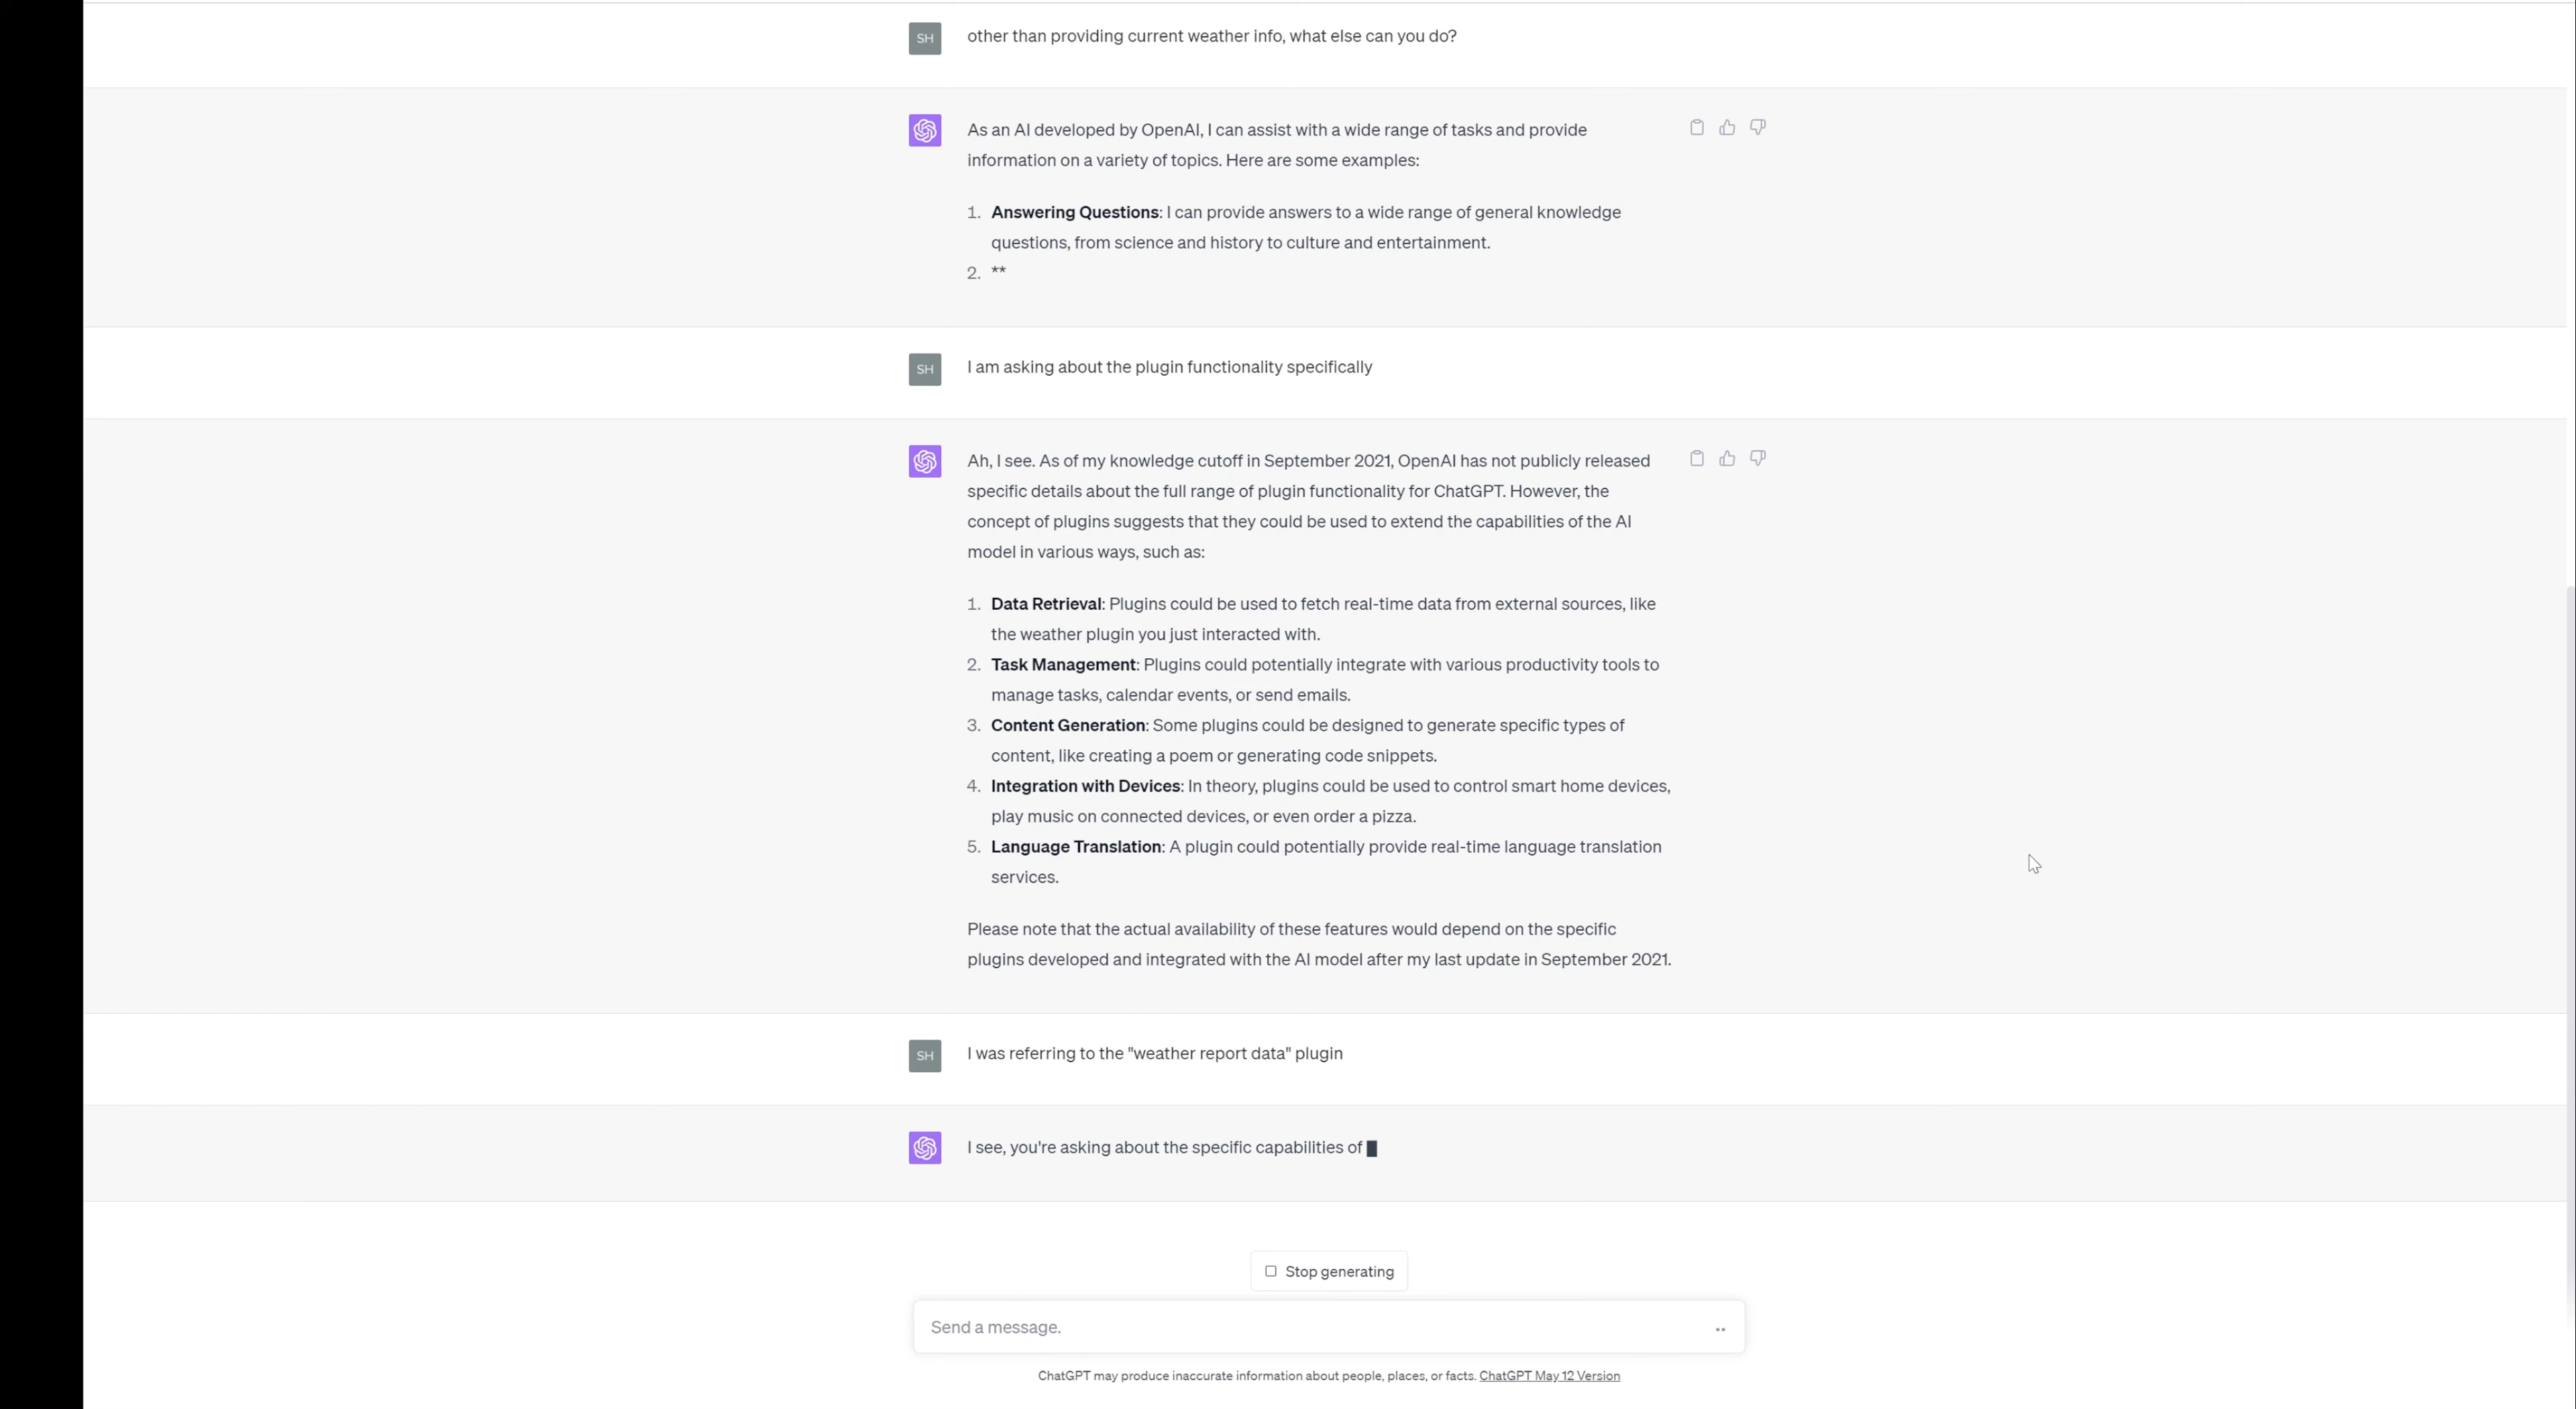 SH
other than providing current weather info, what else can you do?
As an AI developed by OpenAI, I can assist with a wide range of tasks and provide
information on a variety of topics. Here are some examples:
1. Answering Questions: I can provide answers to a wide range of general knowledge
questions, from science and history to culture and entertainment.
2. **
SH
I am asking about the plugin functionality specifically
Ah, I see. As of my knowledge cutoff in September 2021, OpenAI has not publicly released
specific details about the full range of plugin functionality for ChatGPT. However, the
concept of plugins suggests that they could be used to extend the capabilities of the AI
model in various ways, such as:
1. Data Retrieval: Plugins could be used to fetch real-time data from external sources, like
the weather plugin you just interacted with.
2. Task Management: Plugins could potentially integrate with various productivity tools to
manage tasks, calendar events, or send emails.
3. Content Generation: Some plugins could be designed to generate specific types of
content, like creating a poem or generating code snippets.
4. Integration with Devices: In theory, plugins could be used to control smart home devices,
play music on connected devices, or even order a pizza.
5. Language Translation: A plugin could potentially provide real-time language translation
services.
Please note that the actual availability of these features would depend on the specific
plugins developed and integrated with the AI model after my last update in September 2021.
SH
I was referring to the "weather report data" plugin
I see, you're asking about the specific capabilities of
Stop generating
Send a message.
ChatGPT may produce inaccurate information about people, places, or facts. ChatGPT May 12 Version